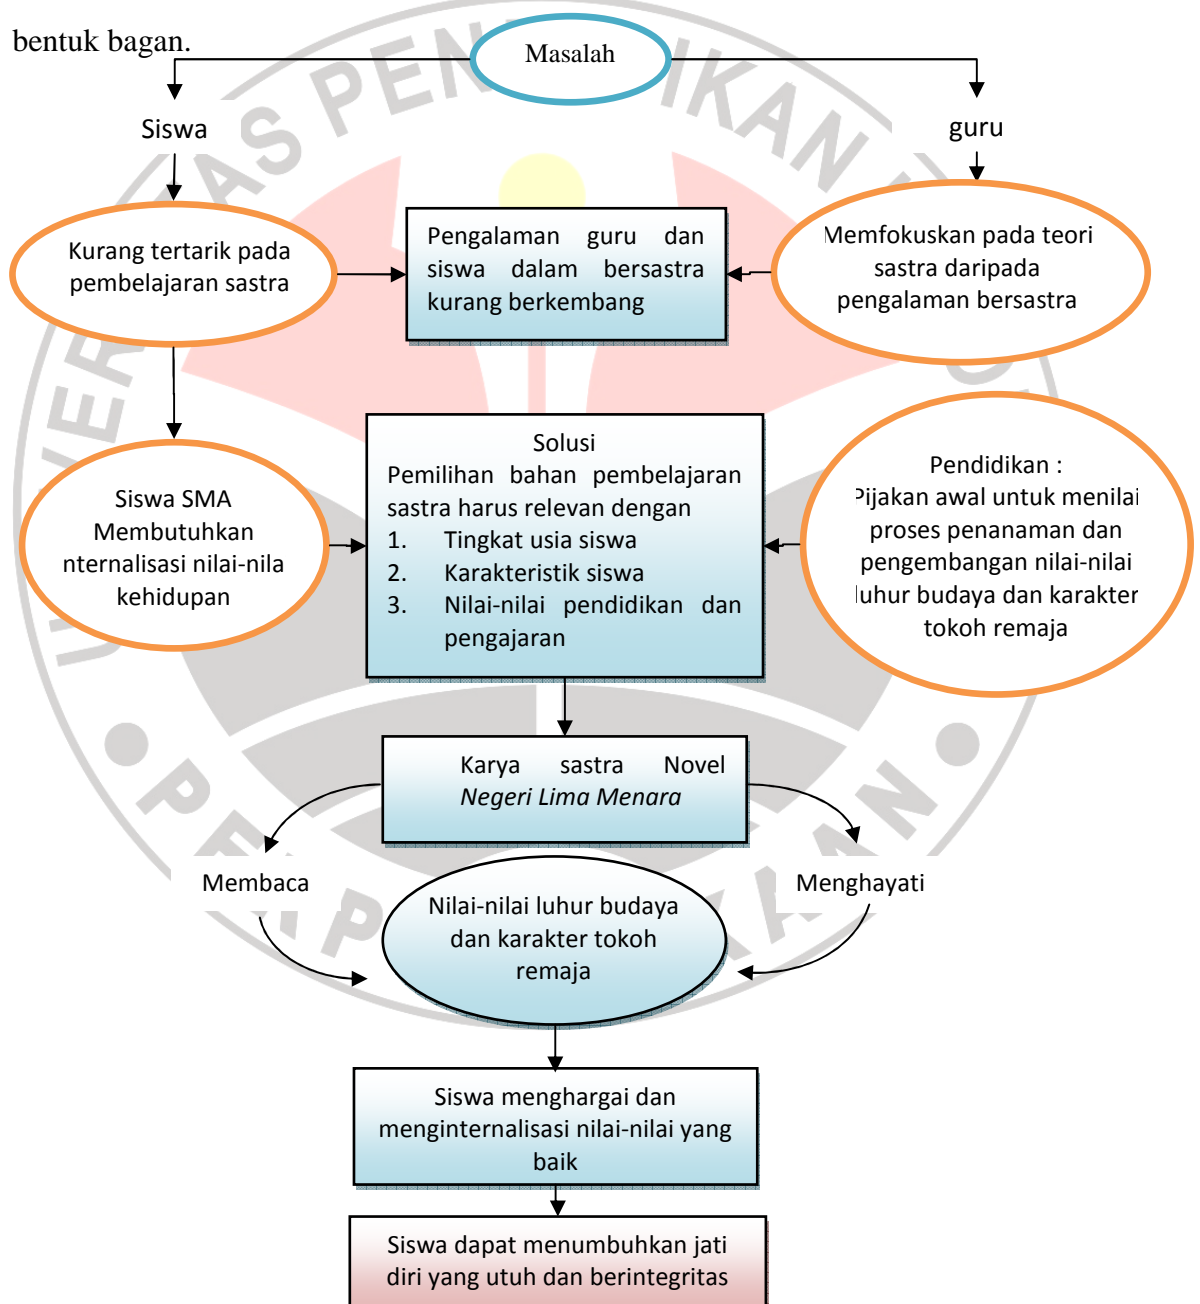 bentuk bagan.
Masalah
Siswa
guru
Kurang tertarik pada
pembelajaran sastra
Pengalaman guru dan
siswa dalam bersastra
kurang berkembang
Memfokuskan pada teori
sastra daripada
pengalaman bersastra
Siswa SMA
Membutuhkan
nternalisasi nilai-nila
kehidupan
Solusi
Pemilihan bahan pembelajaran
sastra harus relevan dengan
1. Tingkat usia siswa
2. Karakteristik siswa
3. Nilai-nilai pendidikan dan
pengajaran
Pendidikan :
Pijakan awal untuk menilai
proses penanaman dan
pengembangan nilai-nilai
luhur budaya dan karakter
tokoh remaja
Karya sastra Novel
Negeri Lima Menara
Membaca
Menghayati
Nilai-nilai luhur budaya
dan karakter tokoh
remaja
Siswa menghargai dan
menginternalisasi nilai-nilai yang
baik
Siswa dapat menumbuhkan jati
diri yang utuh dan berintegritas